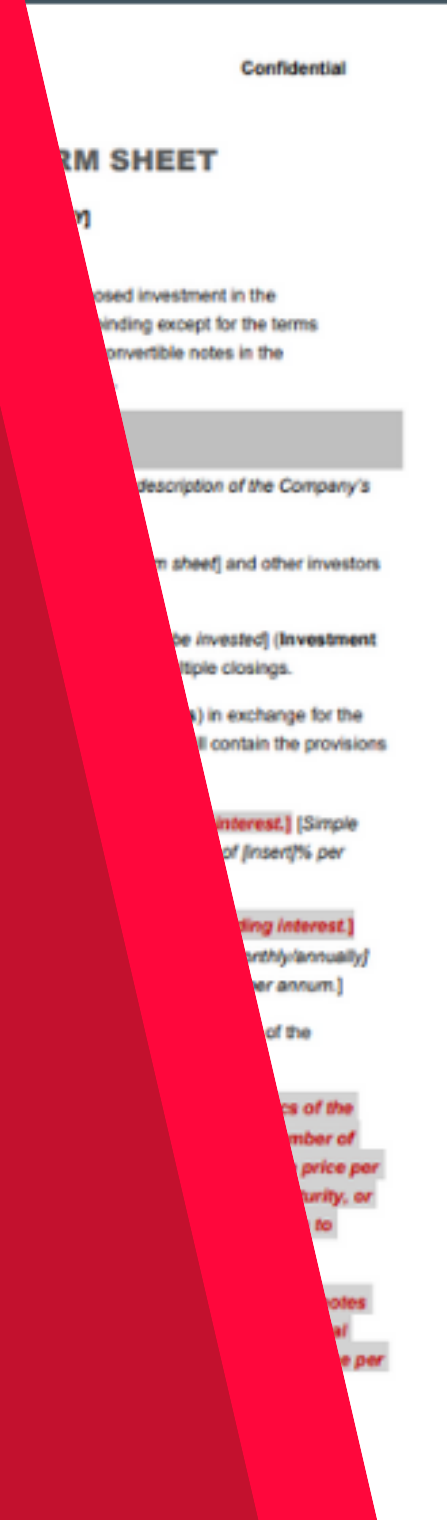 Confidential
RM SHEET
Y]
osed investment in the
inding except for the terms
onvertible notes in the
description of the Company's
m sheet] and other investors
be invested] (Investment
ltiple closings.
s) in exchange for the
ll contain the provisions
interest.] [Simple
of [insert]% per
ding interest.]
onthly/annually]
per annum.]
of the
cs of the
mber of
price per
turity, or
to
notes
al
e per